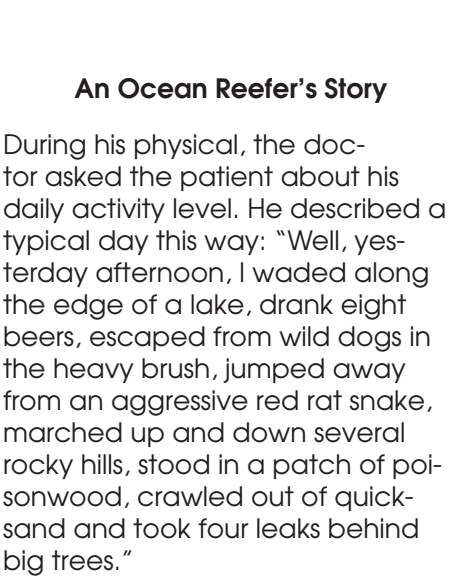 An Ocean Reefer’s Story
During his physical, the doc-
tor asked the patient about his
daily activity level. He described a
typical day this way: “Well, yes-
terday afternoon, I waded along
the edge of a lake, drank eight
beers, escaped from wild dogs in
the heavy brush, jumped away
from an aggressive red rat snake,
marched up and down several
rocky hills, stood in a patch of poi-
sonwood, crawled out of quick-
sand and took four leaks behind
big trees.”